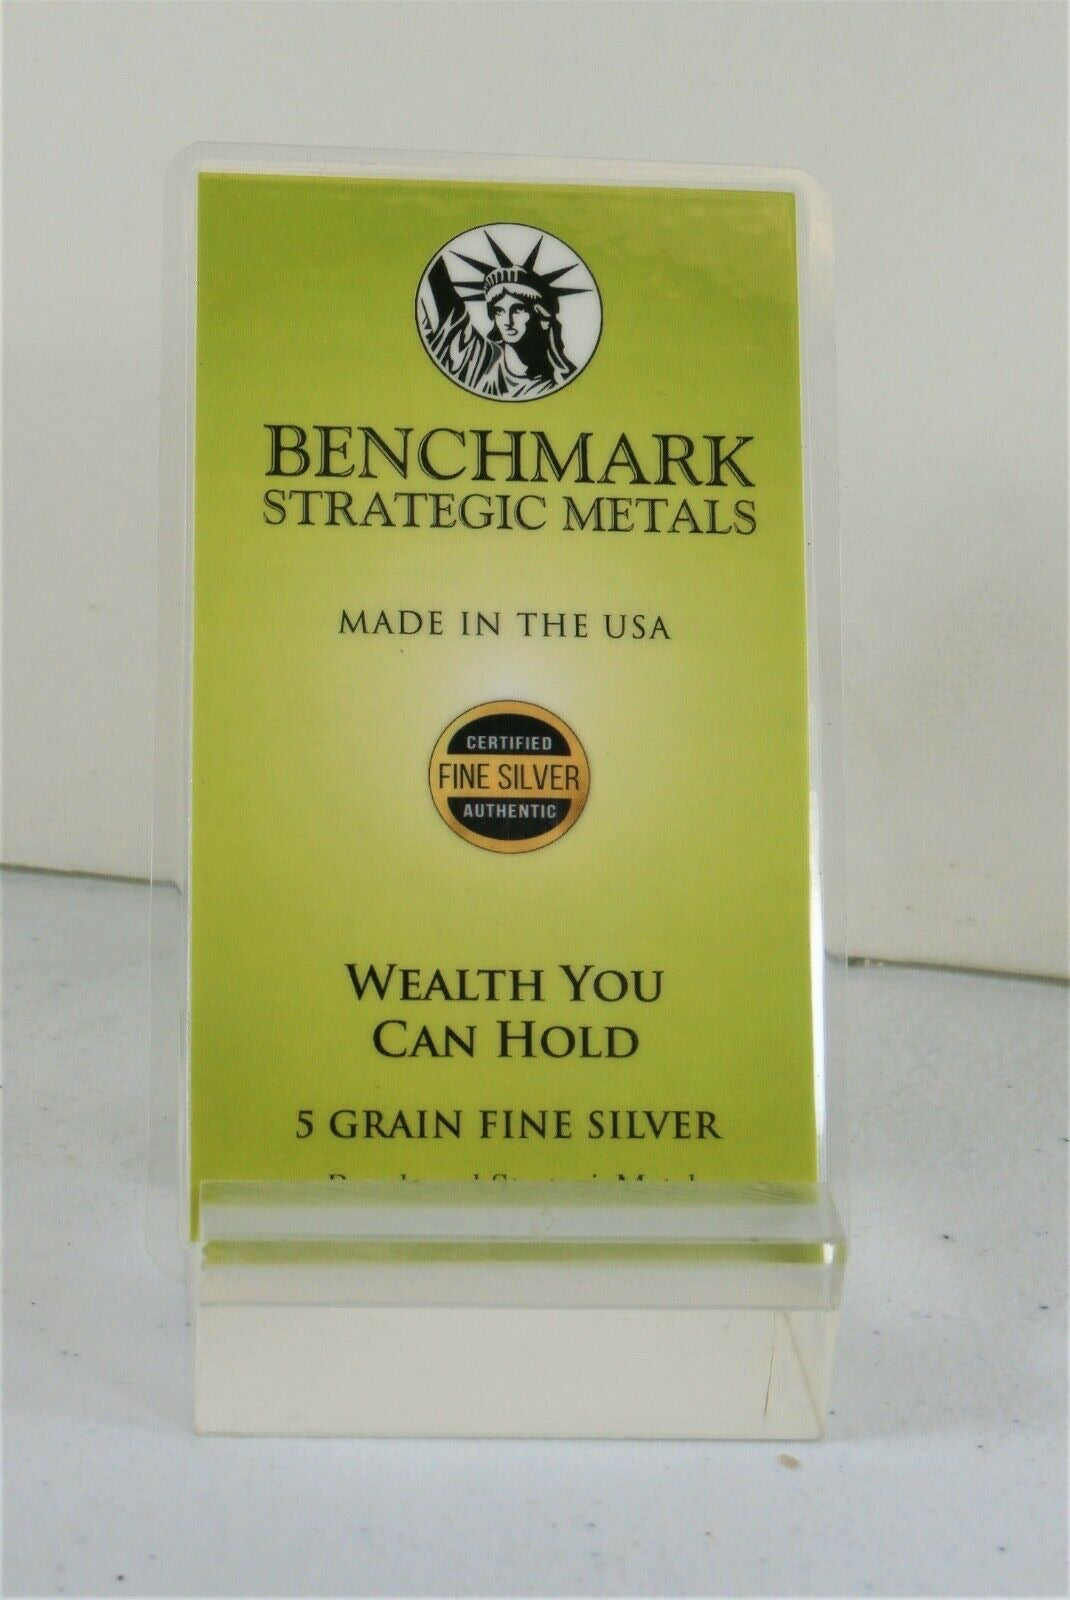 BENCHMARK
STRATEGIC METALS
MADE IN THE USA
CERTIFIED
FINE SILVER
AUTHENTIC
WEALTH YOU
CAN HOLD
5 GRAIN FINE SILVER